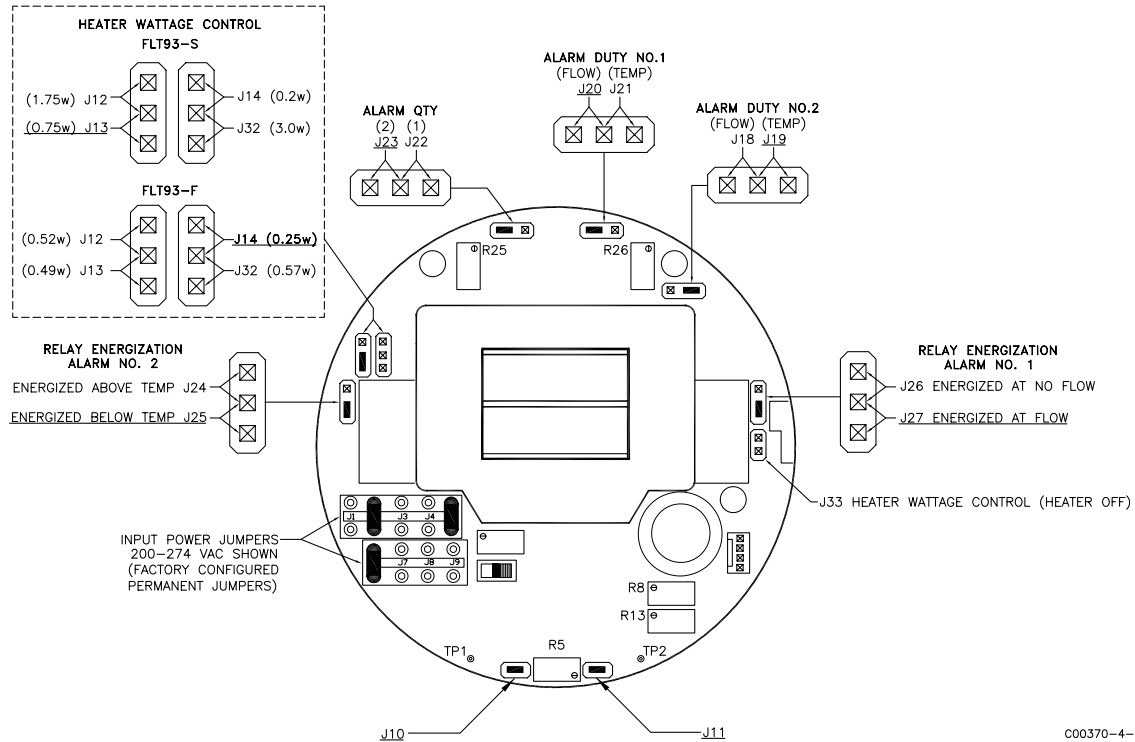 HEATER WATTAGE CONTROL
FLT93-S
(1.75w) J12
(0.75w) J13
J14 (0.2w)
J32 (3.0w)
FLT93-F
(0.52w) J12
(0.49w) J13
J14 (0.25w)
J32 (0.57w)
ALARM QTY
(2) (1)
J23 J22
ALARM DUTY NO.1
(FLOW) (TEMP)
J20 J21
ALARM DUTY NO.2
(FLOW) (TEMP)
J18 J19
R25
R26
RELAY ENERGIZATION
ALARM NO. 2
ENERGIZED ABOVE TEMP J24
ENERGIZED BELOW TEMP J25
RELAY ENERGIZATION
ALARM NO. 1
J26 ENERGIZED AT NO FLOW
J27 ENERGIZED AT FLOW
J33 HEATER WATTAGE CONTROL (HEATER OFF)
J1 J3 J4
J7 J8 J9
INPUT POWER JUMPERS
200-274 VAC SHOWN
(FACTORY CONFIGURED
PERMANENT JUMPERS)
R8
R13
TP1
R5
TP2
J10
J11
C00370-4-